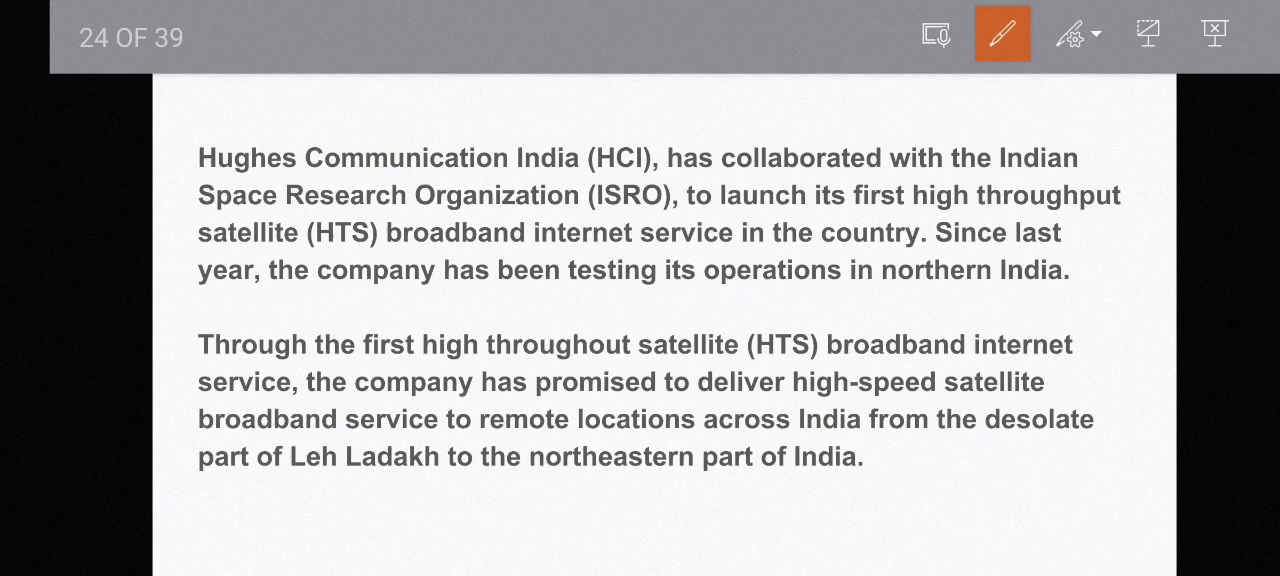 24 OF 39
Hughes Communication India (HCI), has collaborated with the Indian
Space Research Organization (ISRO), to launch its first high throughput
satellite (HTS) broadband internet service in the country. Since last
year, the company has been testing its operations in northern India.
Through the first high throughout satellite (HTS) broadband internet
service, the company has promised to deliver high-speed satellite
broadband service to remote locations across India from the desolate
part of Leh Ladakh to the northeastern part of India.